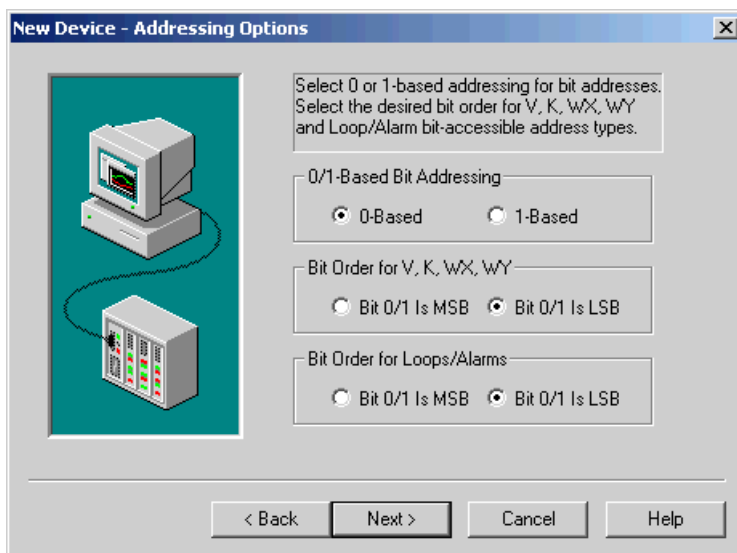 New Device - Addressing Options
Select 0 or 1-based addressing for bit addresses.
Select the desired bit order for V, K, WX, WY
and Loop/Alarm bit-accessible address types.
0/1-Based Bit Addressing
0-Based 1-Based
Bit Order for V, K, WX, WY
Bit 0/1 Is MSB Bit 0/1 Is LSB
Bit Order for Loops/Alarms
Bit 0/1 Is MSB Bit 0/1 Is LSB
< Back Next > Cancel Help